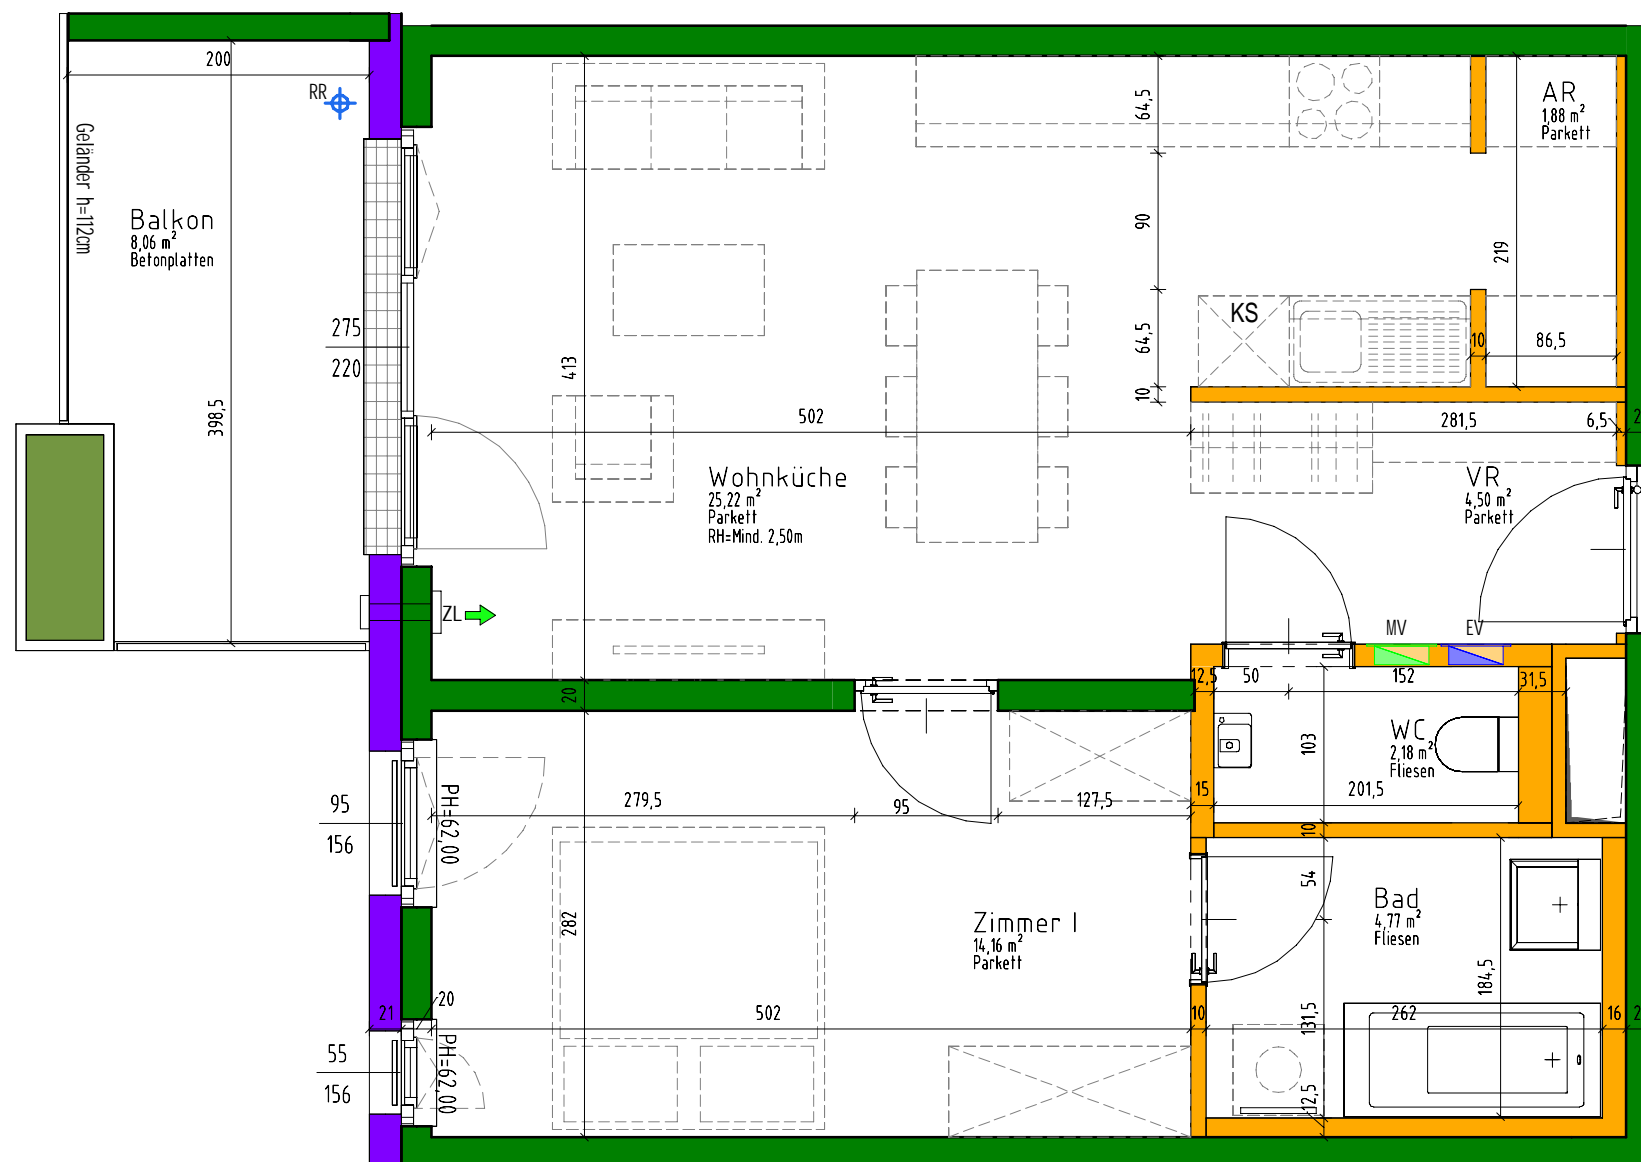 200
RR
Geländer h=112cm
Balkon
8,06 m²
Betonplatten
398,5
275
220
413
64,5
90
64,5
10
AR
1,88 m²
Parkett
219
KS
10
86,5
502
281,5
6,5
2
Wohnküche
25,22 m²
Parkett
RH=Mind. 2,50m
VR
4,50 m²
Parkett
ZL
MV
EV
12,5
50
152
31,5
20
103
WC
2,18 m²
Fliesen
15
201,5
10
279,5
95
127,5
95
156
PH=62,00
282
54
Zimmer 1
14,16 m²
Parkett
Bad
4,77 m²
Fliesen
184,5
21
20
502
10
131,5
262
16
2
55
156
PH=62,00
12,5